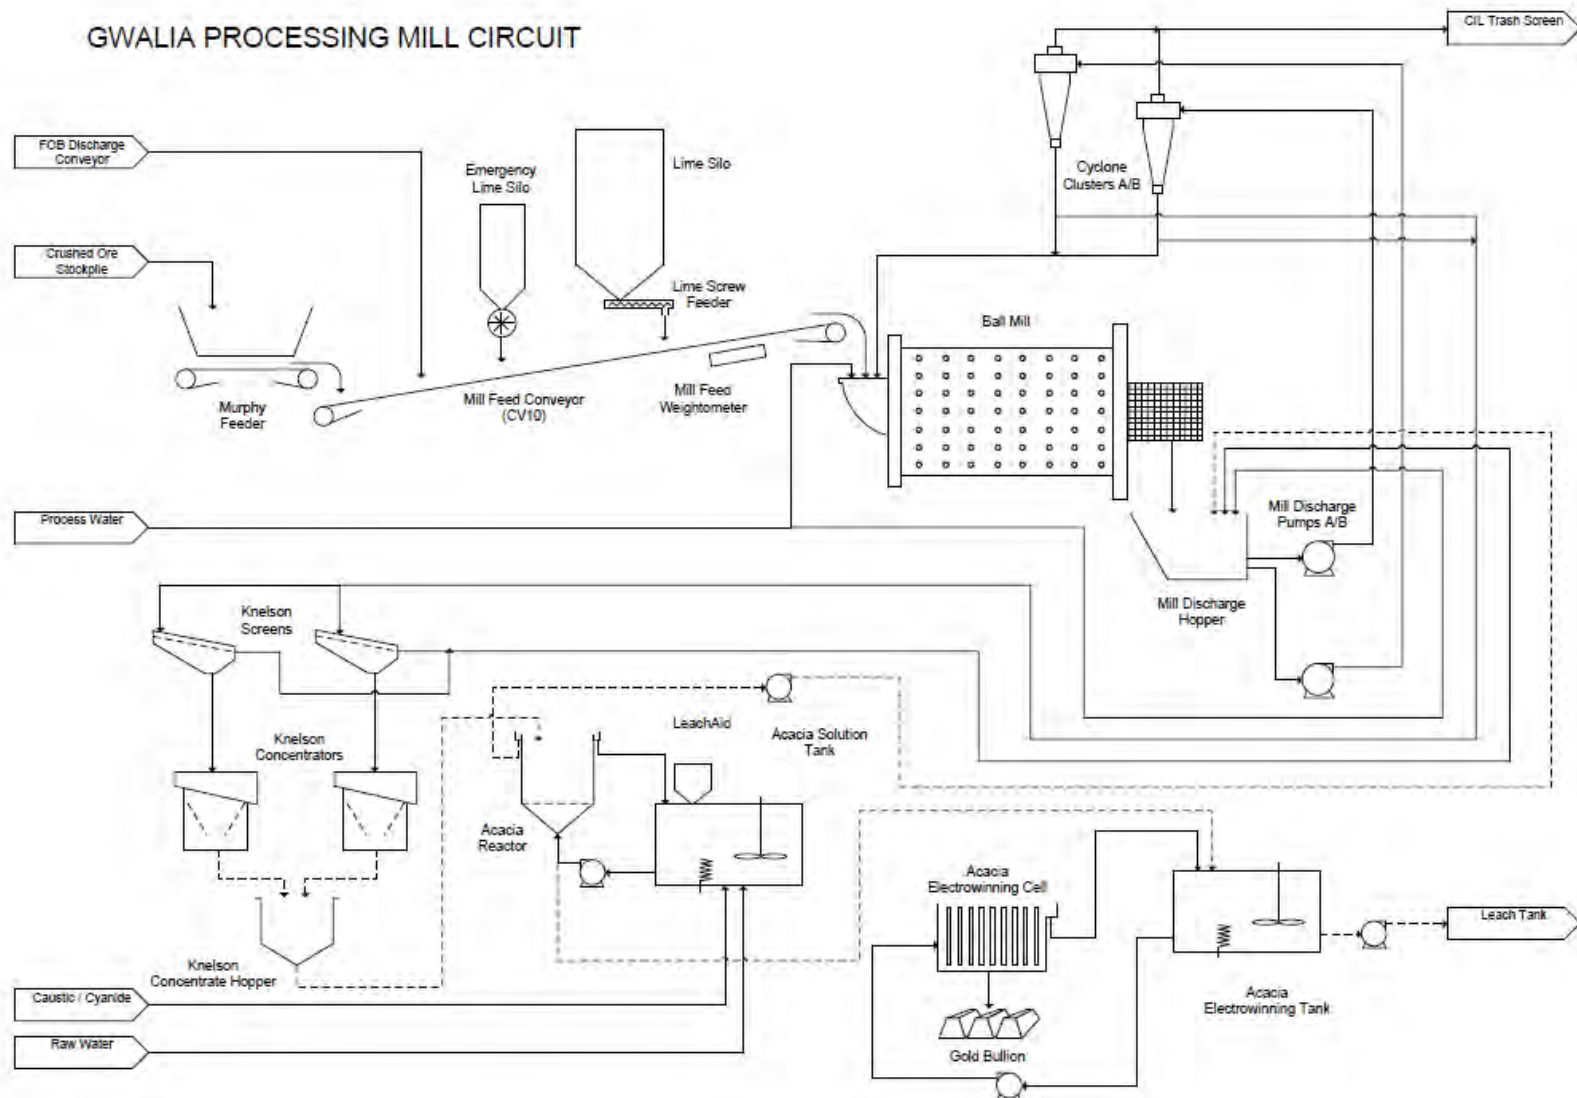 GWALIA PROCESSING MILL CIRCUIT
CIL Trash Screen
FOB Discharge
Conveyor
Emergency
Lime Silo
Lime Silo
Cyclone
Clusters A/B
Crushed Ore
Stockpile
Lime Screw
Feeder
Ball Mill
Murphy
Feeder
Mill Feed Conveyor
(CV10)
Mill Feed
Weightometer
Process Water
Mill Discharge
Pumps A/B
Mill Discharge
Hopper
Knelson
Screens
LeachAid
Acacia Solution
Tank
Knelson
Concentrators
Acacia
Reactor
Acacia
Electrowinning Cell
Leach Tank
Knelson
Concentrate Hopper
Caustic / Cyanide
Acacia
Electrowinning Tank
Raw Water
Gold Bullion